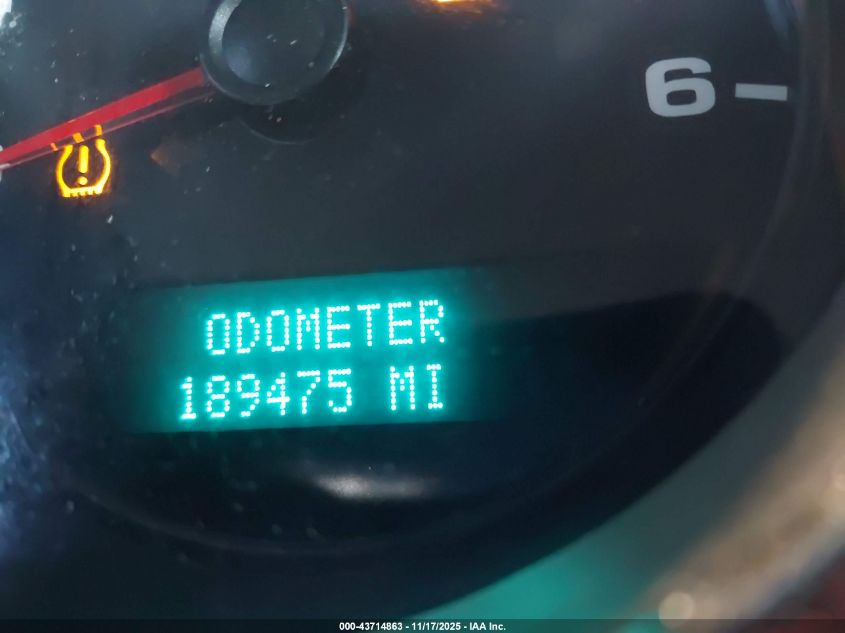 6
ODOMETER
189475 MI
000-43714863 - 11/17/2025 - IAA Inc.